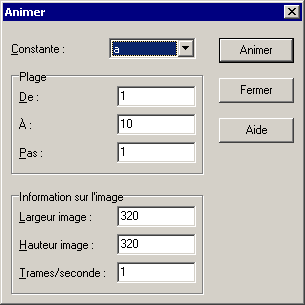 Animer
Constante : a Animer
Plage
De : 1 Fermer
À : 10 Aide
Pas : 1
Information sur l'image
Largeur image : 320
Hauteur image : 320
Trames/seconde : 1